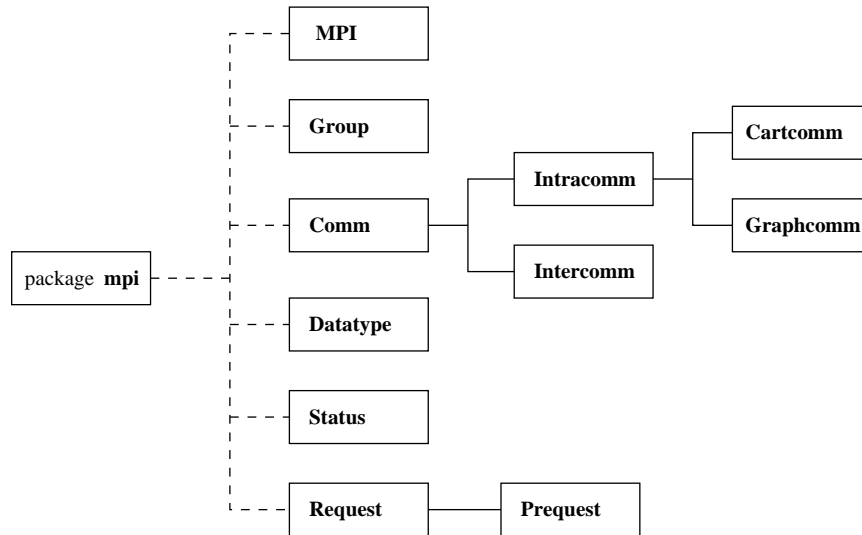 MPI
Group
Cartcomm
Intracomm
Comm
Graphcomm
Intercomm
package mpi
Datatype
Status
Request
Prequest